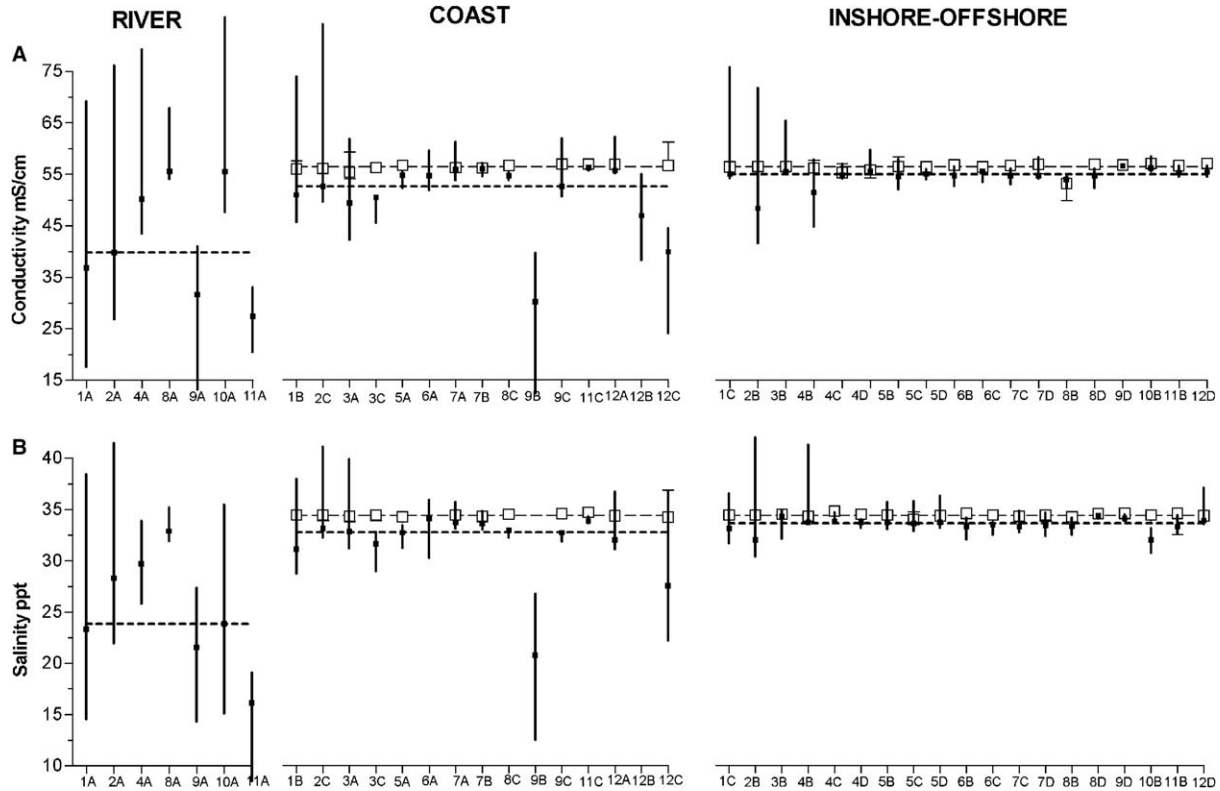 RIVER COAST INSHORE-OFFSHORE
A
Conductivity mS/cm
75
65
55
45
35
25
15
1A 2A 4A 8A 9A 10A 11A 1B 2C 3A 3C 5A 6A 7A 7B 8C 9B 9C 11C 12A 12B 12C 1C 2B 3B 4B 4C 4D 5B 5C 5D 6B 6C 7C 7D 8B 8D 9D 10B 11B 12D
B
Salinity ppt
40
35
30
25
20
15
10
1A 2A 4A 8A 9A 10A 11A 1B 2C 3A 3C 5A 6A 7A 7B 8C 9B 9C 11C 12A 12B 12C 1C 2B 3B 4B 4C 4D 5B 5C 5D 6B 6C 7C 7D 8B 8D 9D 10B 11B 12D